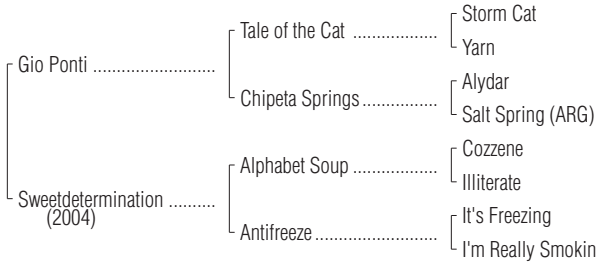 Storm Cat
Tale of the Cat ..................
Yarn
Gio Ponti ..........................
Alydar
Chipeta Springs ................
Salt Spring (ARG)
Cozzene
Alphabet Soup ..................
Illiterate
Sweetdetermination ..........
(2004)
It's Freezing
Antifreeze ..........................
I'm Really Smokin